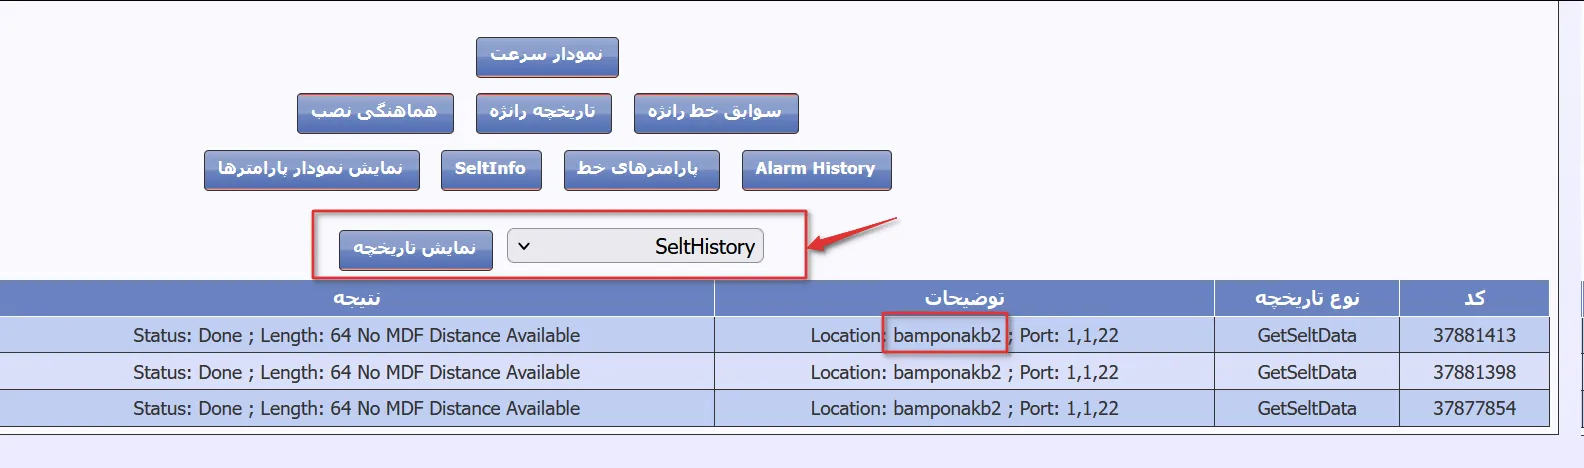 نمودار سرعت
سوابق خط رانژه تاریخچه رانژه هماهنگی نصب
Alarm History پارامترهای خط SeltInfo نمایش نمودار پارامترها
SeltHistory نمایش تاریخچه
کد نوع تاریخچه توضیحات نتیجه
37881413 GetSeltData Location: bamponakb2 ; Port: 1,1,22 Status: Done ; Length: 64 No MDF Distance Available
37881398 GetSeltData Location: bamponakb2 ; Port: 1,1,22 Status: Done ; Length: 64 No MDF Distance Available
37877854 GetSeltData Location: bamponakb2 ; Port: 1,1,22 Status: Done ; Length: 64 No MDF Distance Available